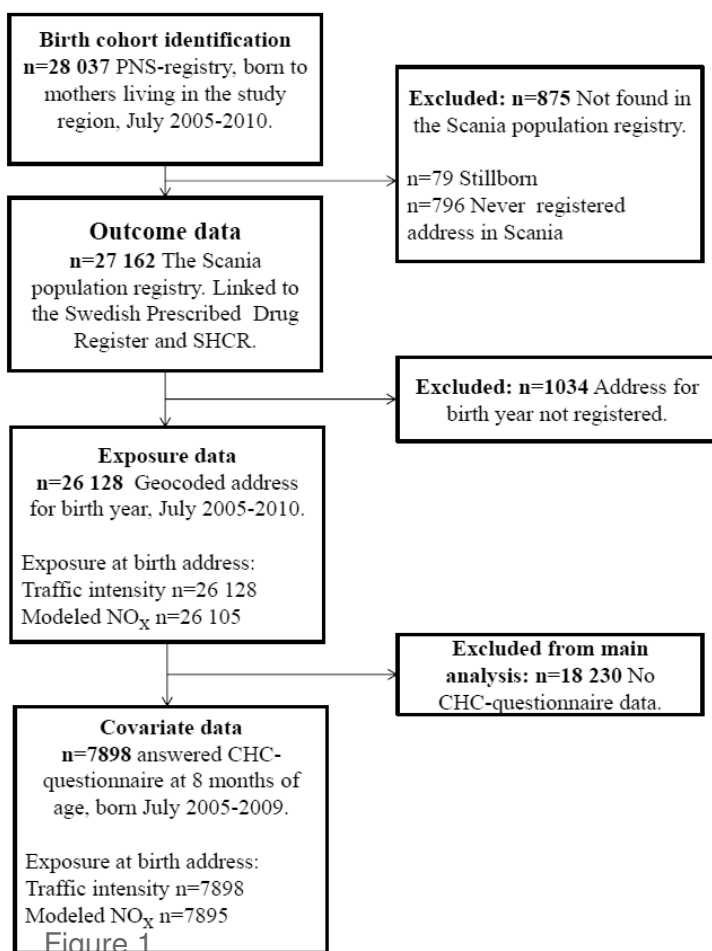 Birth cohort identification
n=28 037 PNS-registry, born to
mothers living in the study
region, July 2005-2010.
Excluded: n=875 Not found in
the Scania population registry.
n=79 Stillborn
n=796 Never registered
address in Scania
Outcome data
n=27 162 The Scania
population registry. Linked to
the Swedish Prescribed Drug
Register and SHCR.
Excluded: n=1034 Address for
birth year not registered.
Exposure data
n=26 128 Geocoded address
for birth year, July 2005-2010.
Exposure at birth address:
Traffic intensity n=26 128
Modeled NOX n=26 105
Excluded from main
analysis: n=18 230 No
CHC-questionnaire data.
Covariate data
n=7898 answered CHC-
questionnaire at 8 months of
age, born July 2005-2009.
Exposure at birth address:
Traffic intensity n=7898
Modeled NOX n=7895
Figure 1